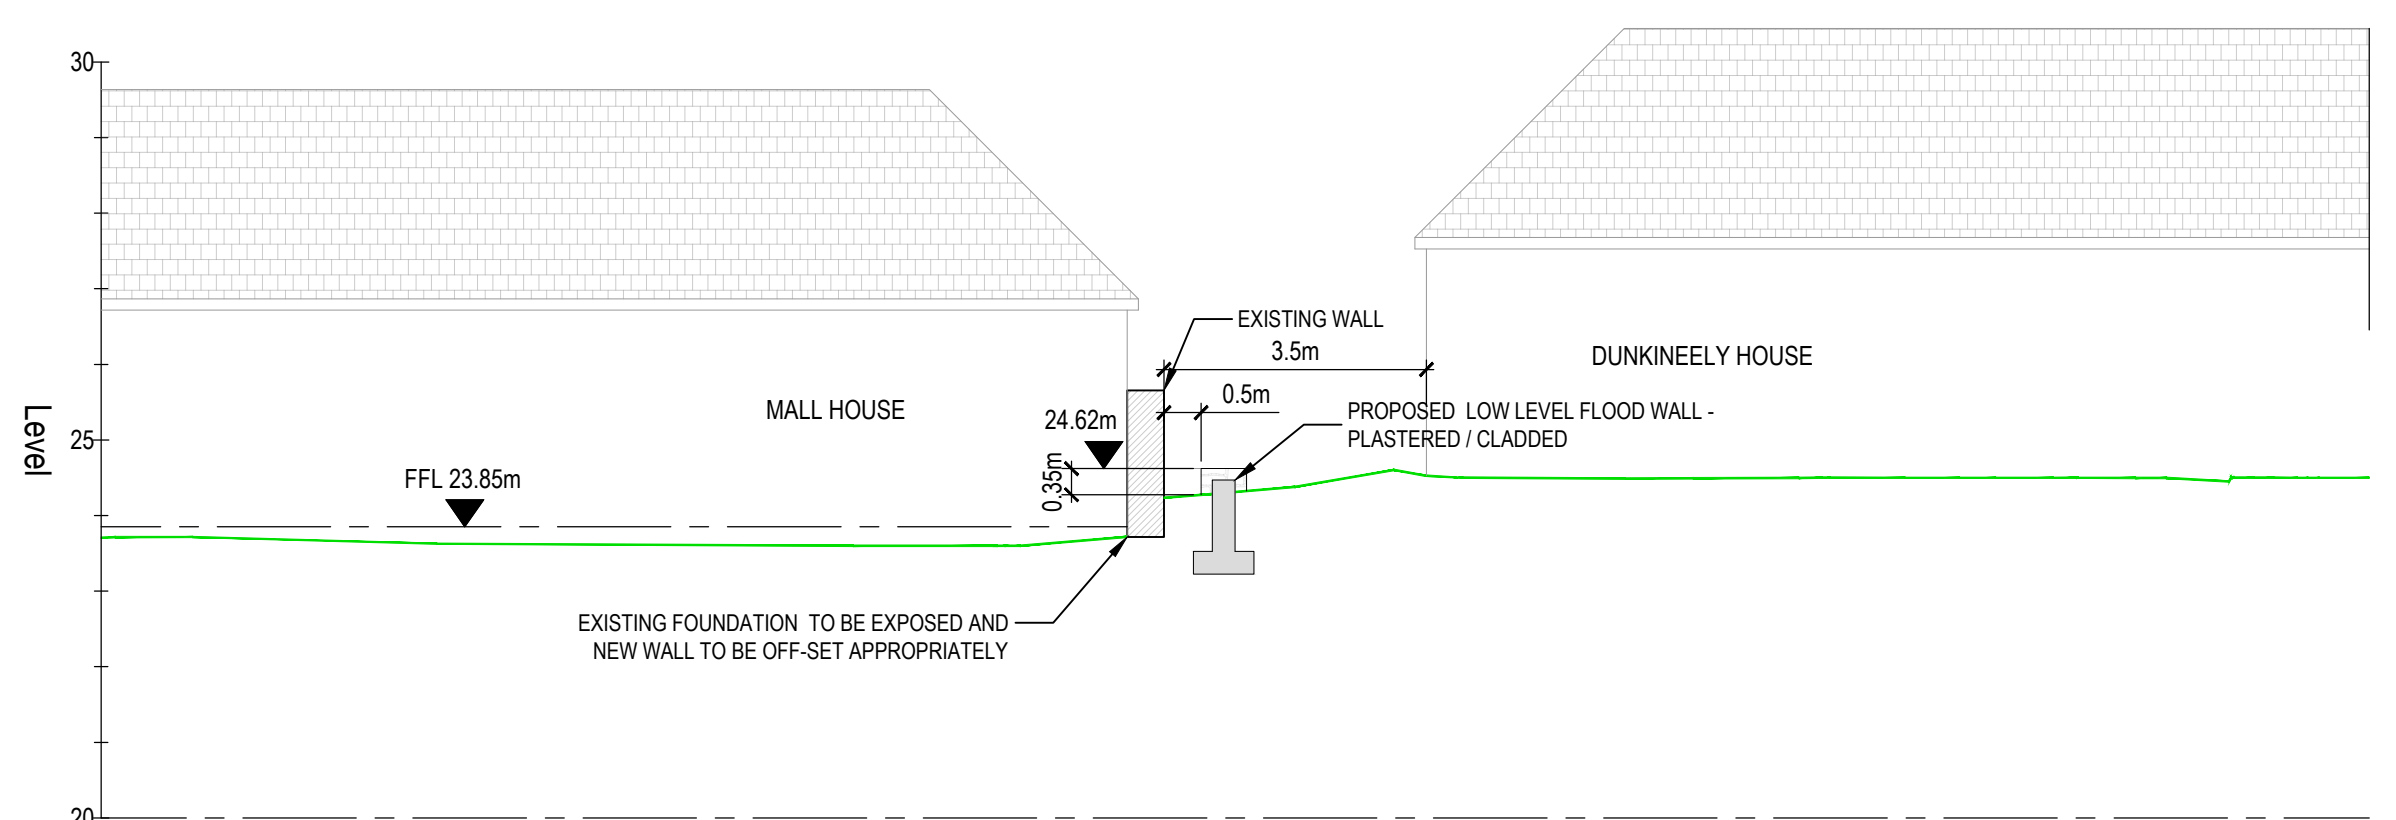 30
EXISTING WALL
3.5m
DUNKINEELY HOUSE
0.5m
MALL HOUSE
24.62m
PROPOSED LOW LEVEL FLOOD WALL -
PLASTERED / CLADDED
Level
25
0.35m
FFL 23.85m
EXISTING FOUNDATION TO BE EXPOSED AND
NEW WALL TO BE OFF-SET APPROPRIATELY
20